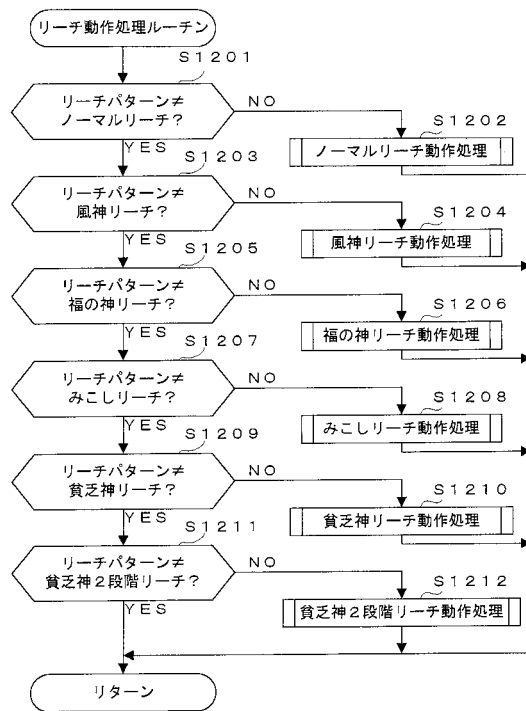 リーチ動作処理ルーチン
S1201
リーチパターン≠
ノーマルリーチ?
NO
YES
S1202
ノーマルリーチ動作処理
S1203
リーチパターン≠
風神リーチ?
NO
YES
S1204
風神リーチ動作処理
S1205
リーチパターン≠
福の神リーチ?
NO
YES
S1206
福の神リーチ動作処理
S1207
リーチパターン≠
みこしリーチ?
NO
YES
S1208
みこしリーチ動作処理
S1209
リーチパターン≠
貧乏神リーチ?
NO
YES
S1210
貧乏神リーチ動作処理
S1211
リーチパターン≠
貧乏神2段階リーチ?
NO
YES
S1212
貧乏神2段階リーチ動作処理
リターン